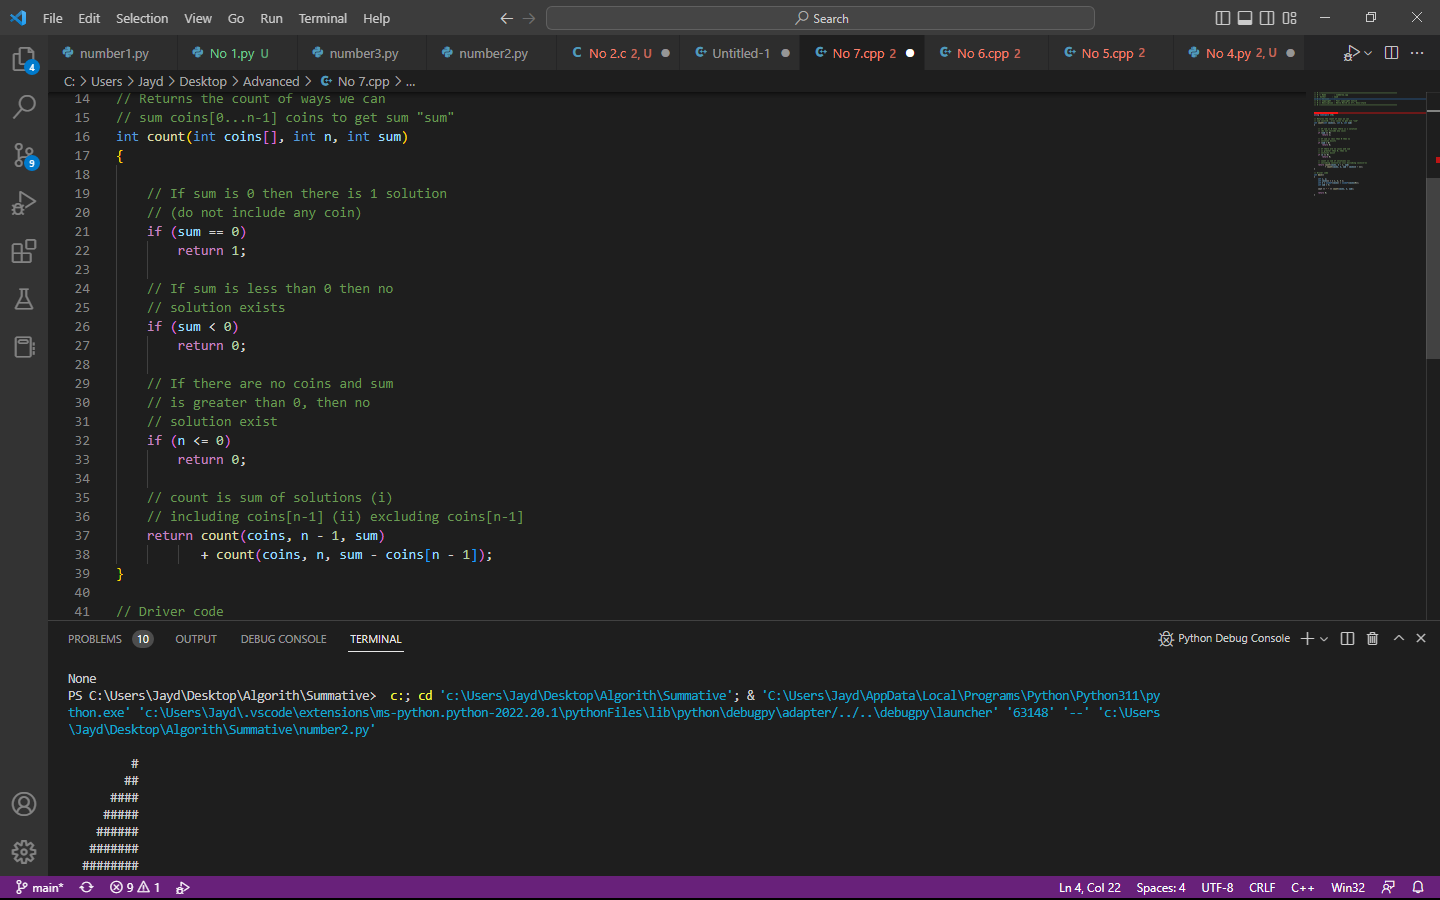 File Edit Selection View Go Run Terminal Help Search
number1.py No 1.py U number3.py number2.py No 2.c 2, U Untitled-1 No 7.cpp 2 No 6.cpp 2 No 5.cpp 2 No 4.py 2, U
C: > Users > Jayd > Desktop > Advanced > No 7.cpp > ...
14 // Returns the count of ways we can
15 // sum coins[0...n-1] coins to get sum "sum"
16 int count(int coins[], int n, int sum)
17 {
18
19 // If sum is 0 then there is 1 solution
20 // (do not include any coin)
21 if (sum == 0)
22 return 1;
23
24 // If sum is less than 0 then no
25 // solution exists
26 if (sum < 0)
27 return 0;
28
29 // If there are no coins and sum
30 // is greater than 0, then no
31 // solution exist
32 if (n <= 0)
33 return 0;
34
35 // count is sum of solutions (i)
36 // including coins[n-1] (ii) excluding coins[n-1]
37 return count(coins, n - 1, sum)
38 + count(coins, n, sum - coins[n - 1]);
39 }
40
41 // Driver code
PROBLEMS 10 OUTPUT DEBUG CONSOLE TERMINAL Python Debug Console
None
PS C:\Users\Jayd\Desktop\Algorith\Summative> c:; cd 'c:\Users\Jayd\Desktop\Algorith\Summative'; & 'C:\Users\Jayd\AppData\Local\Programs\Python\Python311\py
thon.exe' 'c:\Users\Jayd\.vscode\extensions\ms-python.python-2022.20.1\pythonFiles\lib\python\debugpy\adapter/../..\debugpy\launcher' '63148' '--' 'c:\Users
\Jayd\Desktop\Algorith\Summative\number2.py'
#
##
####
#####
######
#######
########
4
9
main* 9 1 Ln 4, Col 22 Spaces: 4 UTF-8 CRLF C++ Win32